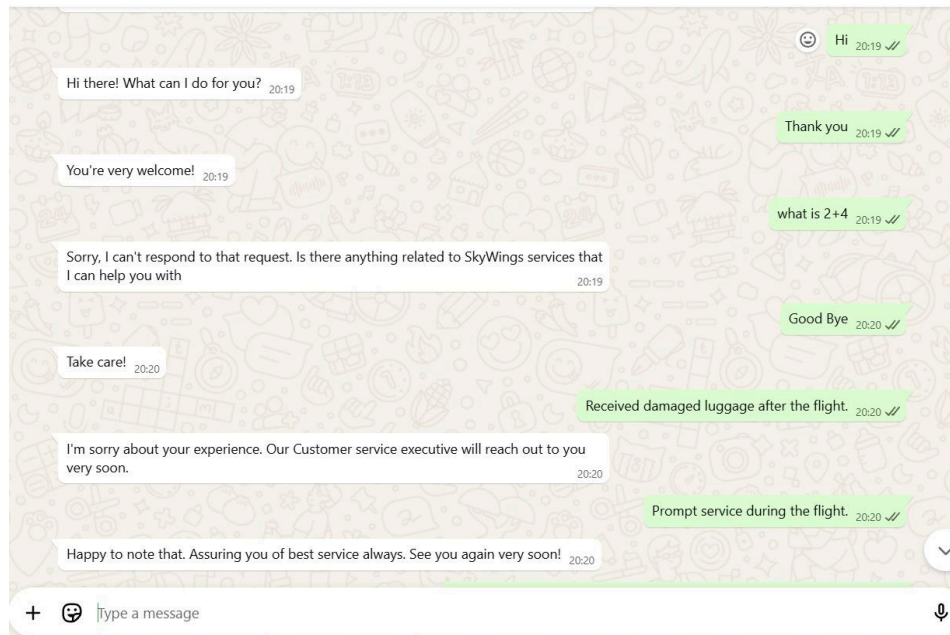 Hi 20:19
Hi there! What can I do for you? 20:19
Thank you 20:19
You're very welcome! 20:19
what is 2+4 20:19
Sorry, I can't respond to that request. Is there anything related to SkyWings services that
I can help you with 20:19
Good Bye 20:20
Take care! 20:20
Received damaged luggage after the flight. 20:20
I'm sorry about your experience. Our Customer service executive will reach out to you
very soon. 20:20
Prompt service during the flight. 20:20
Happy to note that. Assuring you of best service always. See you again very soon! 20:20
Type a message